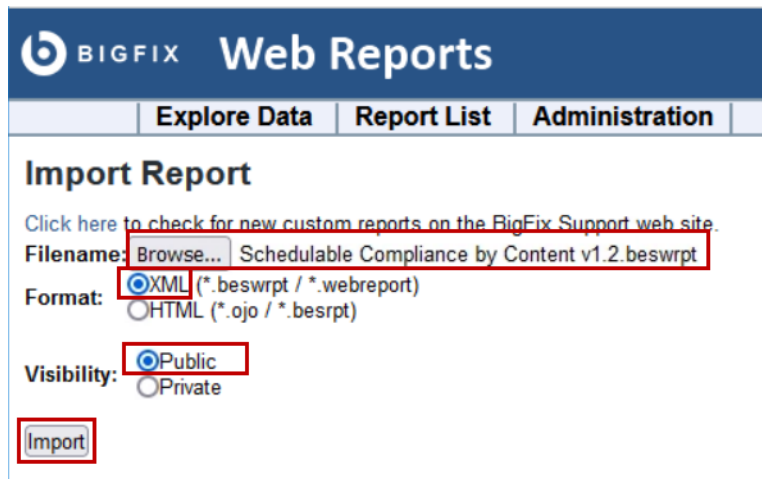 BIGFIX Web Reports
Explore Data Report List Administration
Import Report
Click here to check for new custom reports on the BigFix Support web site.
Filename: Browse... Schedulable Compliance by Content v1.2.beswrpt
Format: XML (*.beswrpt / *.webreport)
HTML (*.ojo / *.besrpt)
Visibility: Public
Private
Import